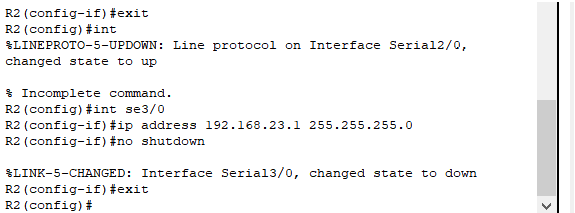 R2(config-if)#exit
R2(config)#int
%LINEPROTO-5-UPDOWN: Line protocol on Interface Serial2/0,
changed state to up
% Incomplete command.
R2(config)#int se3/0
R2(config-if)#ip address 192.168.23.1 255.255.255.0
R2(config-if)#no shutdown
%LINK-5-CHANGED: Interface Serial3/0, changed state to down
R2(config-if)#exit
R2(config)#